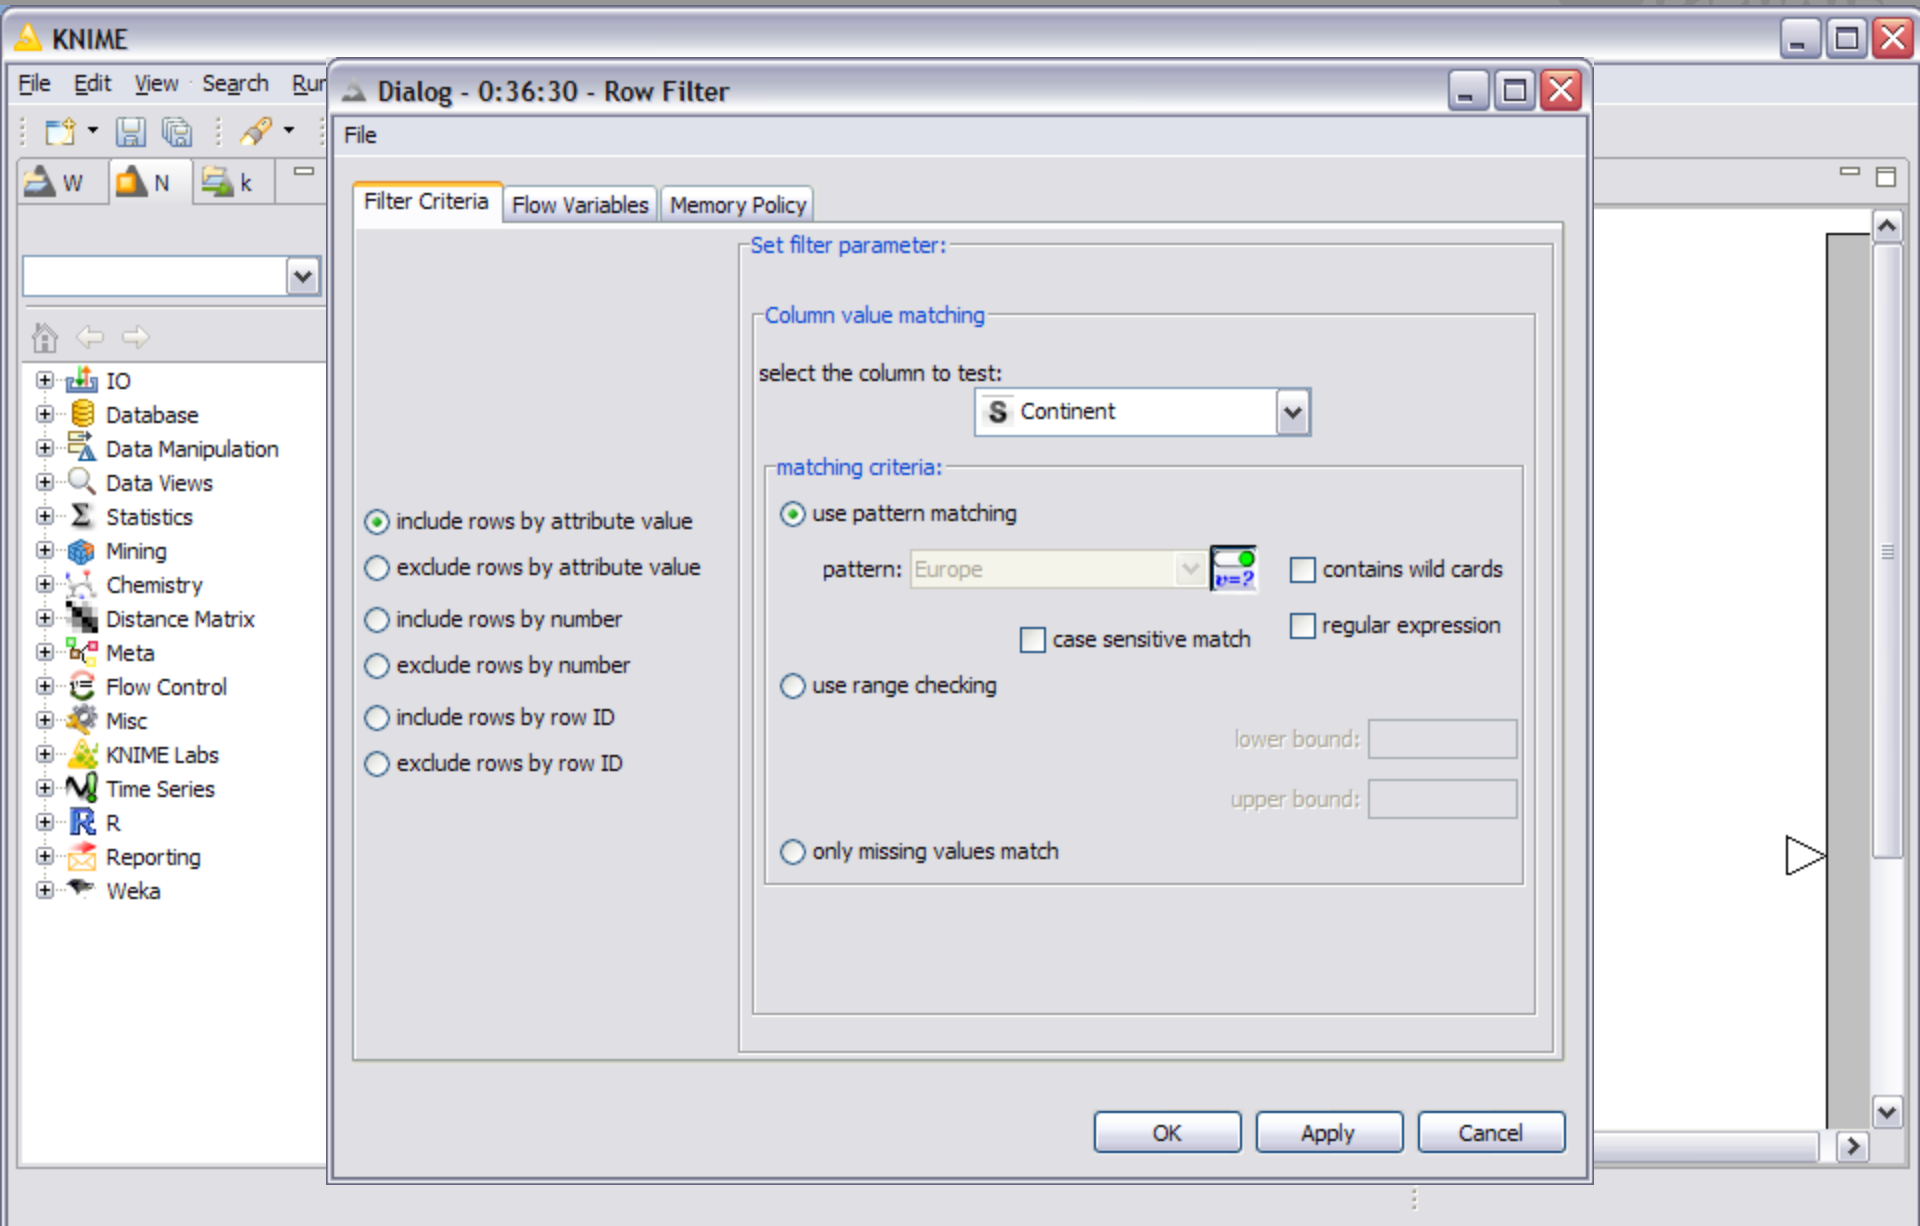 KNIME
File Edit View Search Run
Dialog - 0:36:30 - Row Filter
File
W N k
Filter Criteria Flow Variables Memory Policy
Set filter parameter:
Column value matching
select the column to test:
S Continent
matching criteria:
use pattern matching
pattern: Europe v=? contains wild cards
case sensitive match regular expression
use range checking
lower bound:
upper bound:
only missing values match
include rows by attribute value
exclude rows by attribute value
include rows by number
exclude rows by number
include rows by row ID
exclude rows by row ID
IO
Database
Data Manipulation
Data Views
Statistics
Mining
Chemistry
Distance Matrix
Meta
Flow Control
Misc
KNIME Labs
Time Series
R
Reporting
Weka
OK Apply Cancel